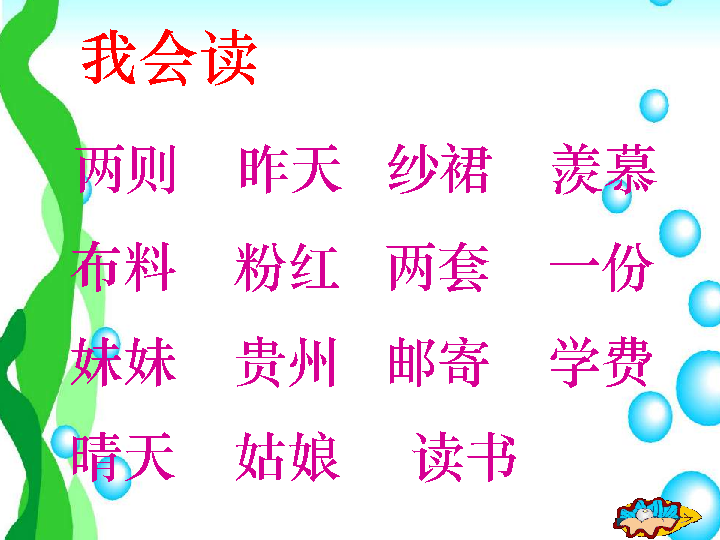 我会读
两则 昨天 纱裙 羡慕
布料 粉红 两套 一份
妹妹 贵州 邮寄 学费
晴天 姑娘 读书